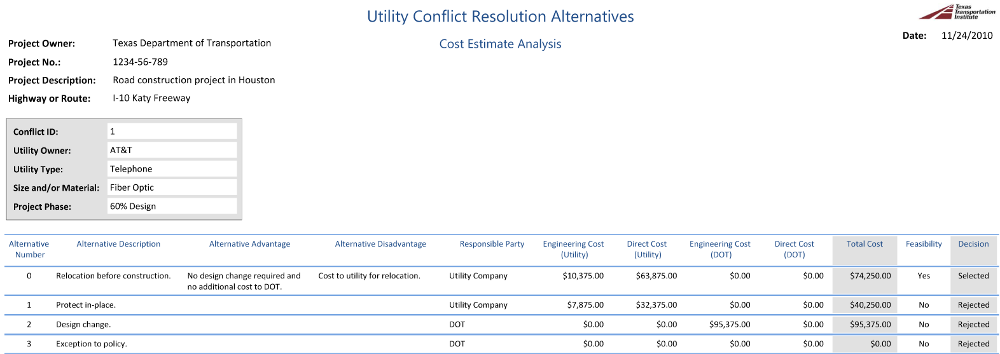 Utility Conflict Resolution Alternatives
Texas
Transportation
Institute
Cost Estimate Analysis
Date: 11/24/2010
Project Owner: Texas Department of Transportation
Project No.: 1234-56-789
Project Description: Road construction project in Houston
Highway or Route: I-10 Katy Freeway
Conflict ID: 1
Utility Owner: AT&T
Utility Type: Telephone
Size and/or Material: Fiber Optic
Project Phase: 60% Design
Alternative Alternative Description Alternative Advantage Alternative Disadvantage Responsible Party Engineering Cost Direct Cost Engineering Cost Direct Cost Total Cost Feasibility Decision
Number (Utility) (Utility) (DOT) (DOT)
0 Relocation before construction. No design change required and Cost to utility for relocation. Utility Company $10,375.00 $63,875.00 $0.00 $0.00 $74,250.00 Yes Selected
no additional cost to DOT.
1 Protect in-place. Utility Company $7,875.00 $32,375.00 $0.00 $0.00 $40,250.00 No Rejected
2 Design change. DOT $0.00 $0.00 $95,375.00 $0.00 $95,375.00 No Rejected
3 Exception to policy. DOT $0.00 $0.00 $0.00 $0.00 $0.00 No Rejected